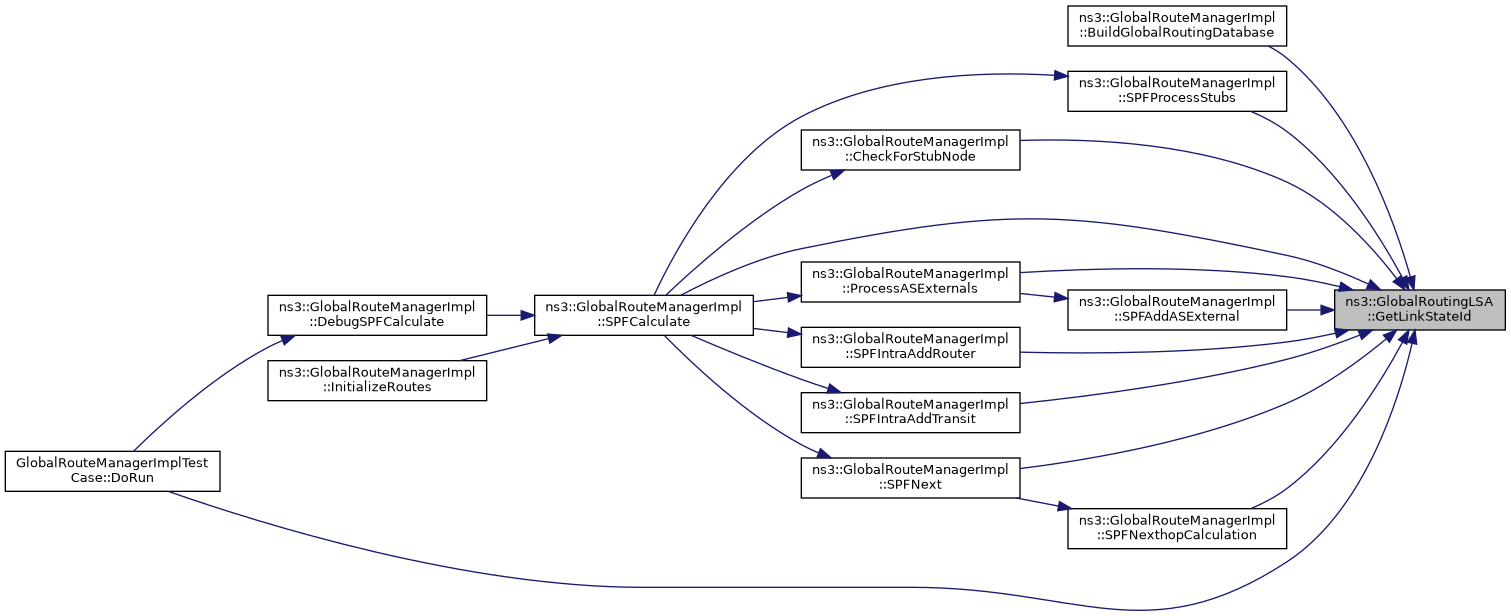 ns3::GlobalRouteManagerImpl
::BuildGlobalRoutingDatabase
ns3::GlobalRouteManagerImpl
::SPFProcessStubs
ns3::GlobalRouteManagerImpl
::CheckForStubNode
ns3::GlobalRouteManagerImpl
::ProcessASExternals
ns3::GlobalRouteManagerImpl
::SPFAddASExternal
ns3::GlobalRoutingLSA
::GetLinkStateId
ns3::GlobalRouteManagerImpl
::DebugSPFCalculate
ns3::GlobalRouteManagerImpl
::SPFCalculate
ns3::GlobalRouteManagerImpl
::SPFIntraAddRouter
ns3::GlobalRouteManagerImpl
::InitializeRoutes
ns3::GlobalRouteManagerImpl
::SPFIntraAddTransit
GlobalRouteManagerImplTest
Case::DoRun
ns3::GlobalRouteManagerImpl
::SPFNext
ns3::GlobalRouteManagerImpl
::SPFNexthopCalculation